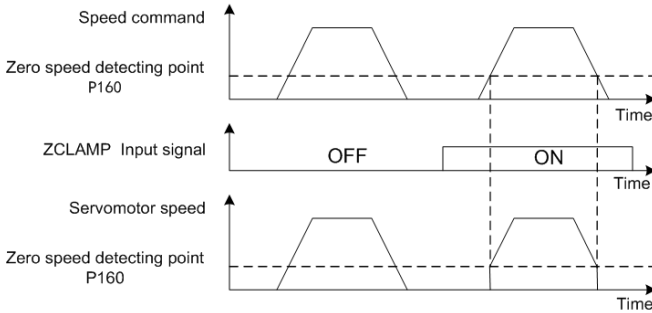 Speed command
Zero speed detecting point
P160
Time
ZCLAMP Input signal
OFF
ON
Time
Servomotor speed
Zero speed detecting point
P160
Time